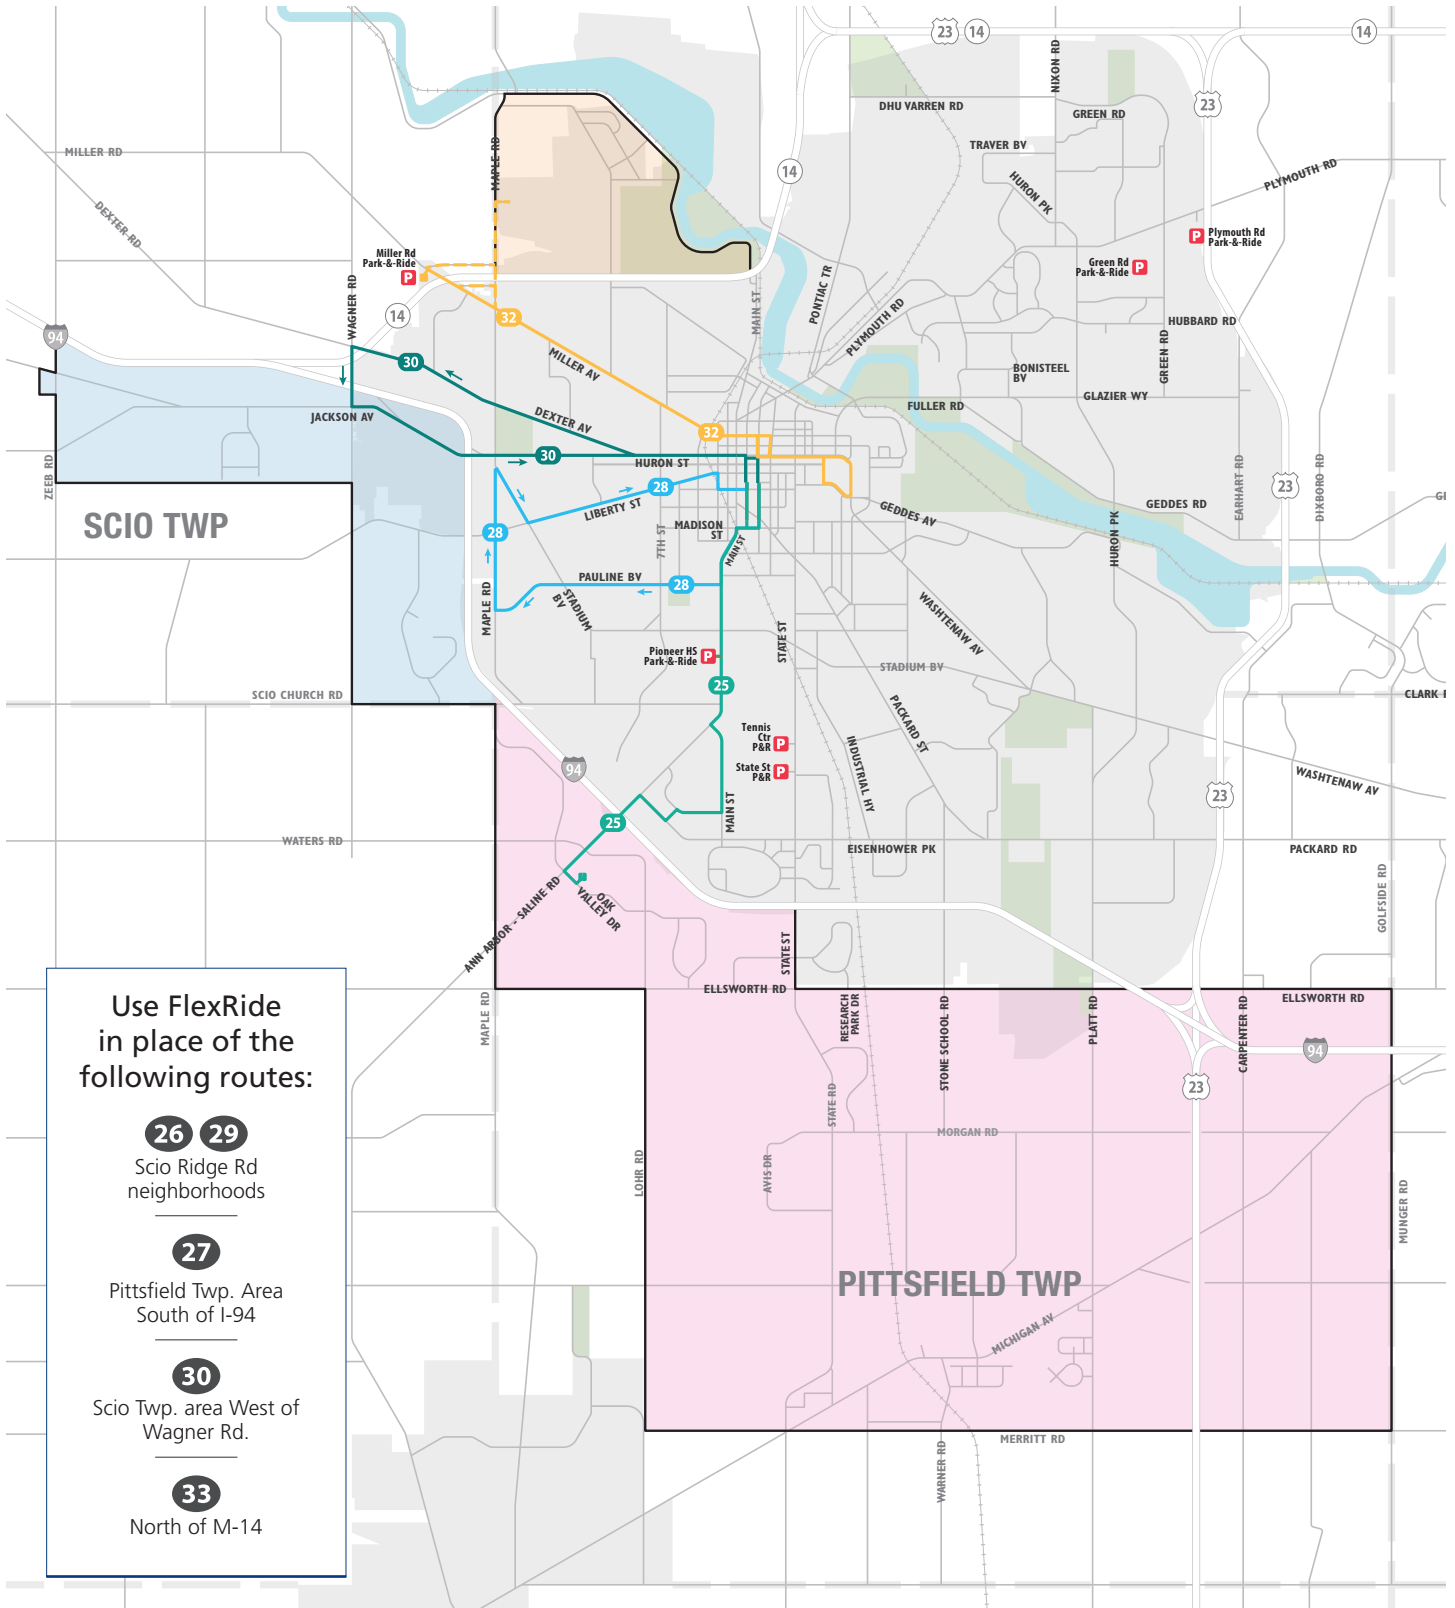 23
14
14
NIXON RD
DHU VARREN RD
GREEN RD
23
MILLER RD
MAPLE RD
TRAVER BV
14
PLYMOUTH RD
HURON PK
DEXTER RD
Miller Rd
Park-&-Ride
P
P
Plymouth Rd
Park-&-Ride
Green Rd
Park-&-Ride
P
WAGNER RD
14
MAIN ST
PONTIAC TR
PLYMOUTH RD
32
HUBBARD RD
94
30
MILLER AV
GREEN RD
BONISTEEL
BV
GLAZIER WY
JACKSON AV
DEXTER AV
FULLER RD
32
30
HURON ST
ZEEB RD
28
LIBERTY ST
EARHART RD
DIXBORO RD
23
GEDDES RD
GE
GEDDES AV
SCIO TWP
28
7TH ST
MADISON
ST
MAIN ST
HURON PK
PAULINE BV
28
STADIUM
BV
MAPLE RD
WASHTENAW AV
STATE ST
Pioneer HS
Park-&-Ride
P
STADIUM BV
25
SCIO CHURCH RD
CLARK R
PACKARD ST
Tennis
Ctr
P&R
P
State St
P&R
P
INDUSTRIAL HY
94
WASHTENAW AV
23
MAIN ST
25
WATERS RD
EISENHOWER PK
PACKARD RD
OAK
VALLEY DR
ANN ARBOR - SALINE RD
GOLFSIDE RD
STATE ST
ELLSWORTH RD
ELLSWORTH RD
MAPLE RD
RESEARCH
PARK DR
STONE SCHOOL RD
PLATT RD
CARPENTER RD
94
23
STATE RD
MORGAN RD
LOHR RD
AVIS DR
MUNGER RD
PITTSFIELD TWP
MICHIGAN AV
MERRITT RD
WARNER RD
Use FlexRide
in place of the
following routes:
26 29
Scio Ridge Rd
neighborhoods
27
Pittsfield Twp. Area
South of I-94
30
Scio Twp. area West of
Wagner Rd.
33
North of M-14